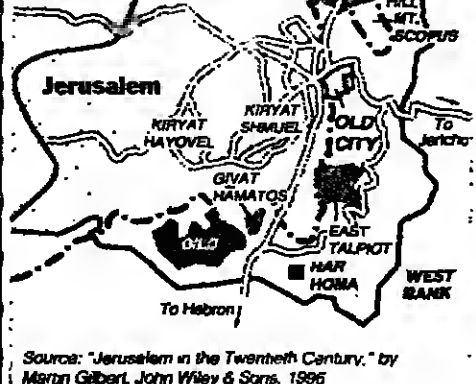 HILL
MT.
SCOPUS
Jerusalem
KIRYAT
HAYOVEL
KIRYAT
SHMUEL
OLD
CITY
To
Jericho
GIVAT
HAMATOS
GILO
EAST
TALPIOT
HAR
HOMA
WEST
BANK
To Hebron
Source: "Jerusalem in the Twentieth Century," by
Martin Gilbert, John Wiley & Sons, 1996